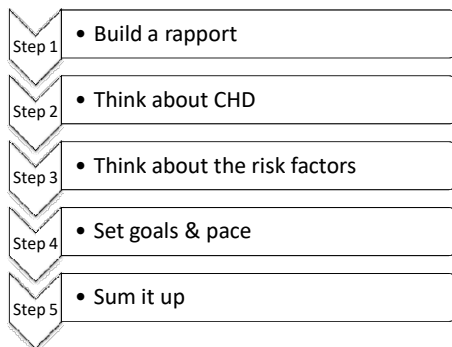 Step 1
• Build a rapport
Step 2
• Think about CHD
Step 3
• Think about the risk factors
Step 4
• Set goals & pace
Step 5
• Sum it up